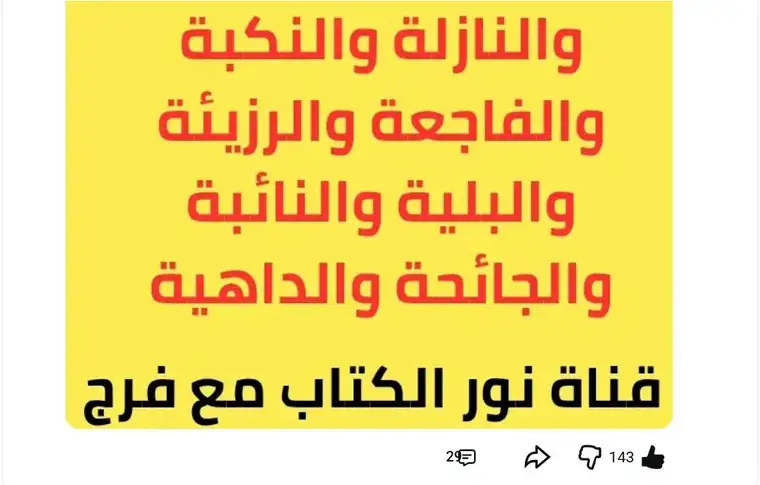 والنازلة والنكبة
والفاجعة والرزيئة
والبلية والنائبة
والجائحة والداهية
قناة نور الكتاب مع فرج
143
29